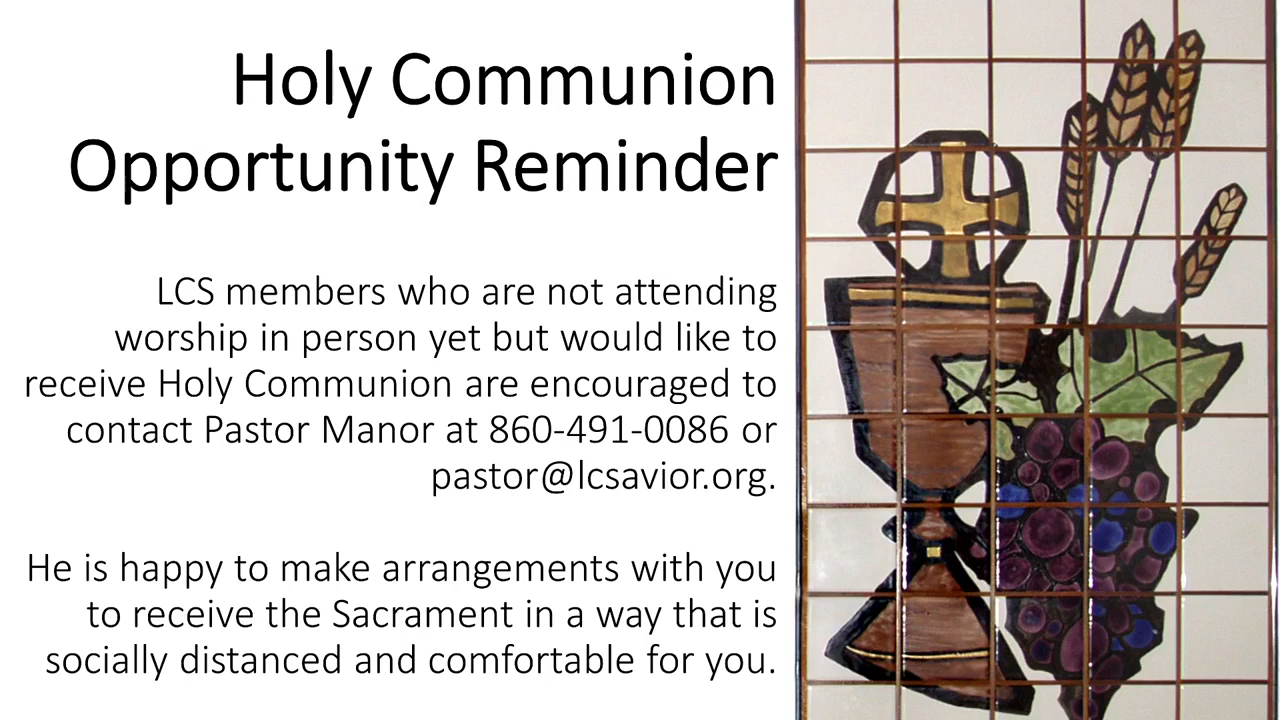 Holy Communion
Opportunity Reminder
LCS members who are not attending
worship in person yet but would like to
receive Holy Communion are encouraged to
contact Pastor Manor at 860-491-0086 or
pastor@lcsavior.org.
He is happy to make arrangements with you
to receive the Sacrament in a way that is
socially distanced and comfortable for you.